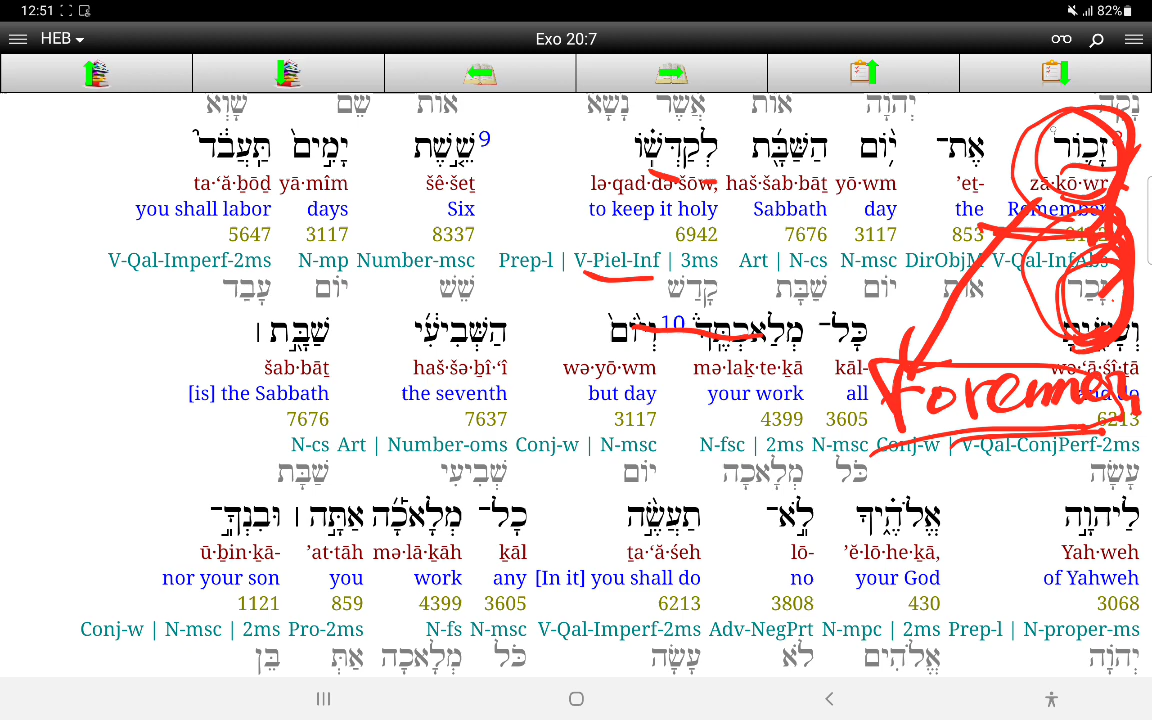 12:51 82%
HEB Exo 20:7
יְהוָֹה אוֹת אֲשֶׁר נָשָׂא אוֹת שֵׁם שָׁוְא
זָכ֛וֹר אֶת־ י֥וֹם הַשַּׁבָּ֖ת לְקַדְּשֽׁ֗וֹ 9 שֵׁ֤שֶׁת יָמִ֣ים֙ תַּֽעֲבֹ֔ד֮
zā·ḵō·wr ’eṯ- yō·wm haš·šab·bāṯ lə·qad·də·šōw, šê·šeṯ yā·mîm ta·‘ă·ḇōḏ
Remember the day Sabbath to keep it holy Six days you shall labor
853 3117 7676 6942 8337 3117 5647
V-Qal-InfAbs DirObjM N-msc Art | N-cs Prep-l | V-Piel-Inf | 3ms Number-msc N-mp V-Qal-Imperf-2ms
זָכַר אוֹת יוֹם שַׁבָּת קָדַשׁ שֵׁשׁ יוֹם עָבַד
וְעָשִׂ֖יתָ כָּל־ מְלַאכְתֶּךָ֒ 10 וְי֨וֹם֙ הַשְּׁבִיעִ֔֜י שַׁבָּ֖֣ת ׀
wə·‘ā·śî·ṯā kāl- mə·laḵ·te·ḵā wə·yō·wm haš·šə·ḇî·‘î šab·bāṯ
and do all your work but day the seventh [is] the Sabbath
Foreman
6213 3605 4399 3117 7637 7676
Conj-w | V-Qal-ConjPerf-2ms N-msc N-fsc | 2ms Conj-w | N-msc Art | Number-oms N-cs
עָשָׂה כֹּל מְלָאכָה יוֹם שְׁבִיעִי שַׁבָּת
לַיהוָ֣ה אֱלֹהֶ֑֗יךָ לֹֽ֣א־ תַעֲשֶׂ֣֨ה כָל־ מְלָאכָ֡֜ה אַתָּ֣ה ׀ וּבִנְךָֽ֣־
Yah·weh ’ĕ·lō·he·ḵā, lō- ṯa·‘ă·śeh ḵāl mə·lā·ḵāh ’at·tāh ū·ḇin·ḵā-
of Yahweh your God no [In it] you shall do any work you nor your son
3068 430 3808 6213 3605 4399 859 1121
Prep-l | N-proper-ms N-mpc | 2ms Adv-NegPrt V-Qal-Imperf-2ms N-msc N-fs Pro-2ms Conj-w | N-msc | 2ms
יְהוָֹה אֱלֹהִים לֹא עָשָׂה כֹּל מְלָאכָה אַתְּ בֵּן